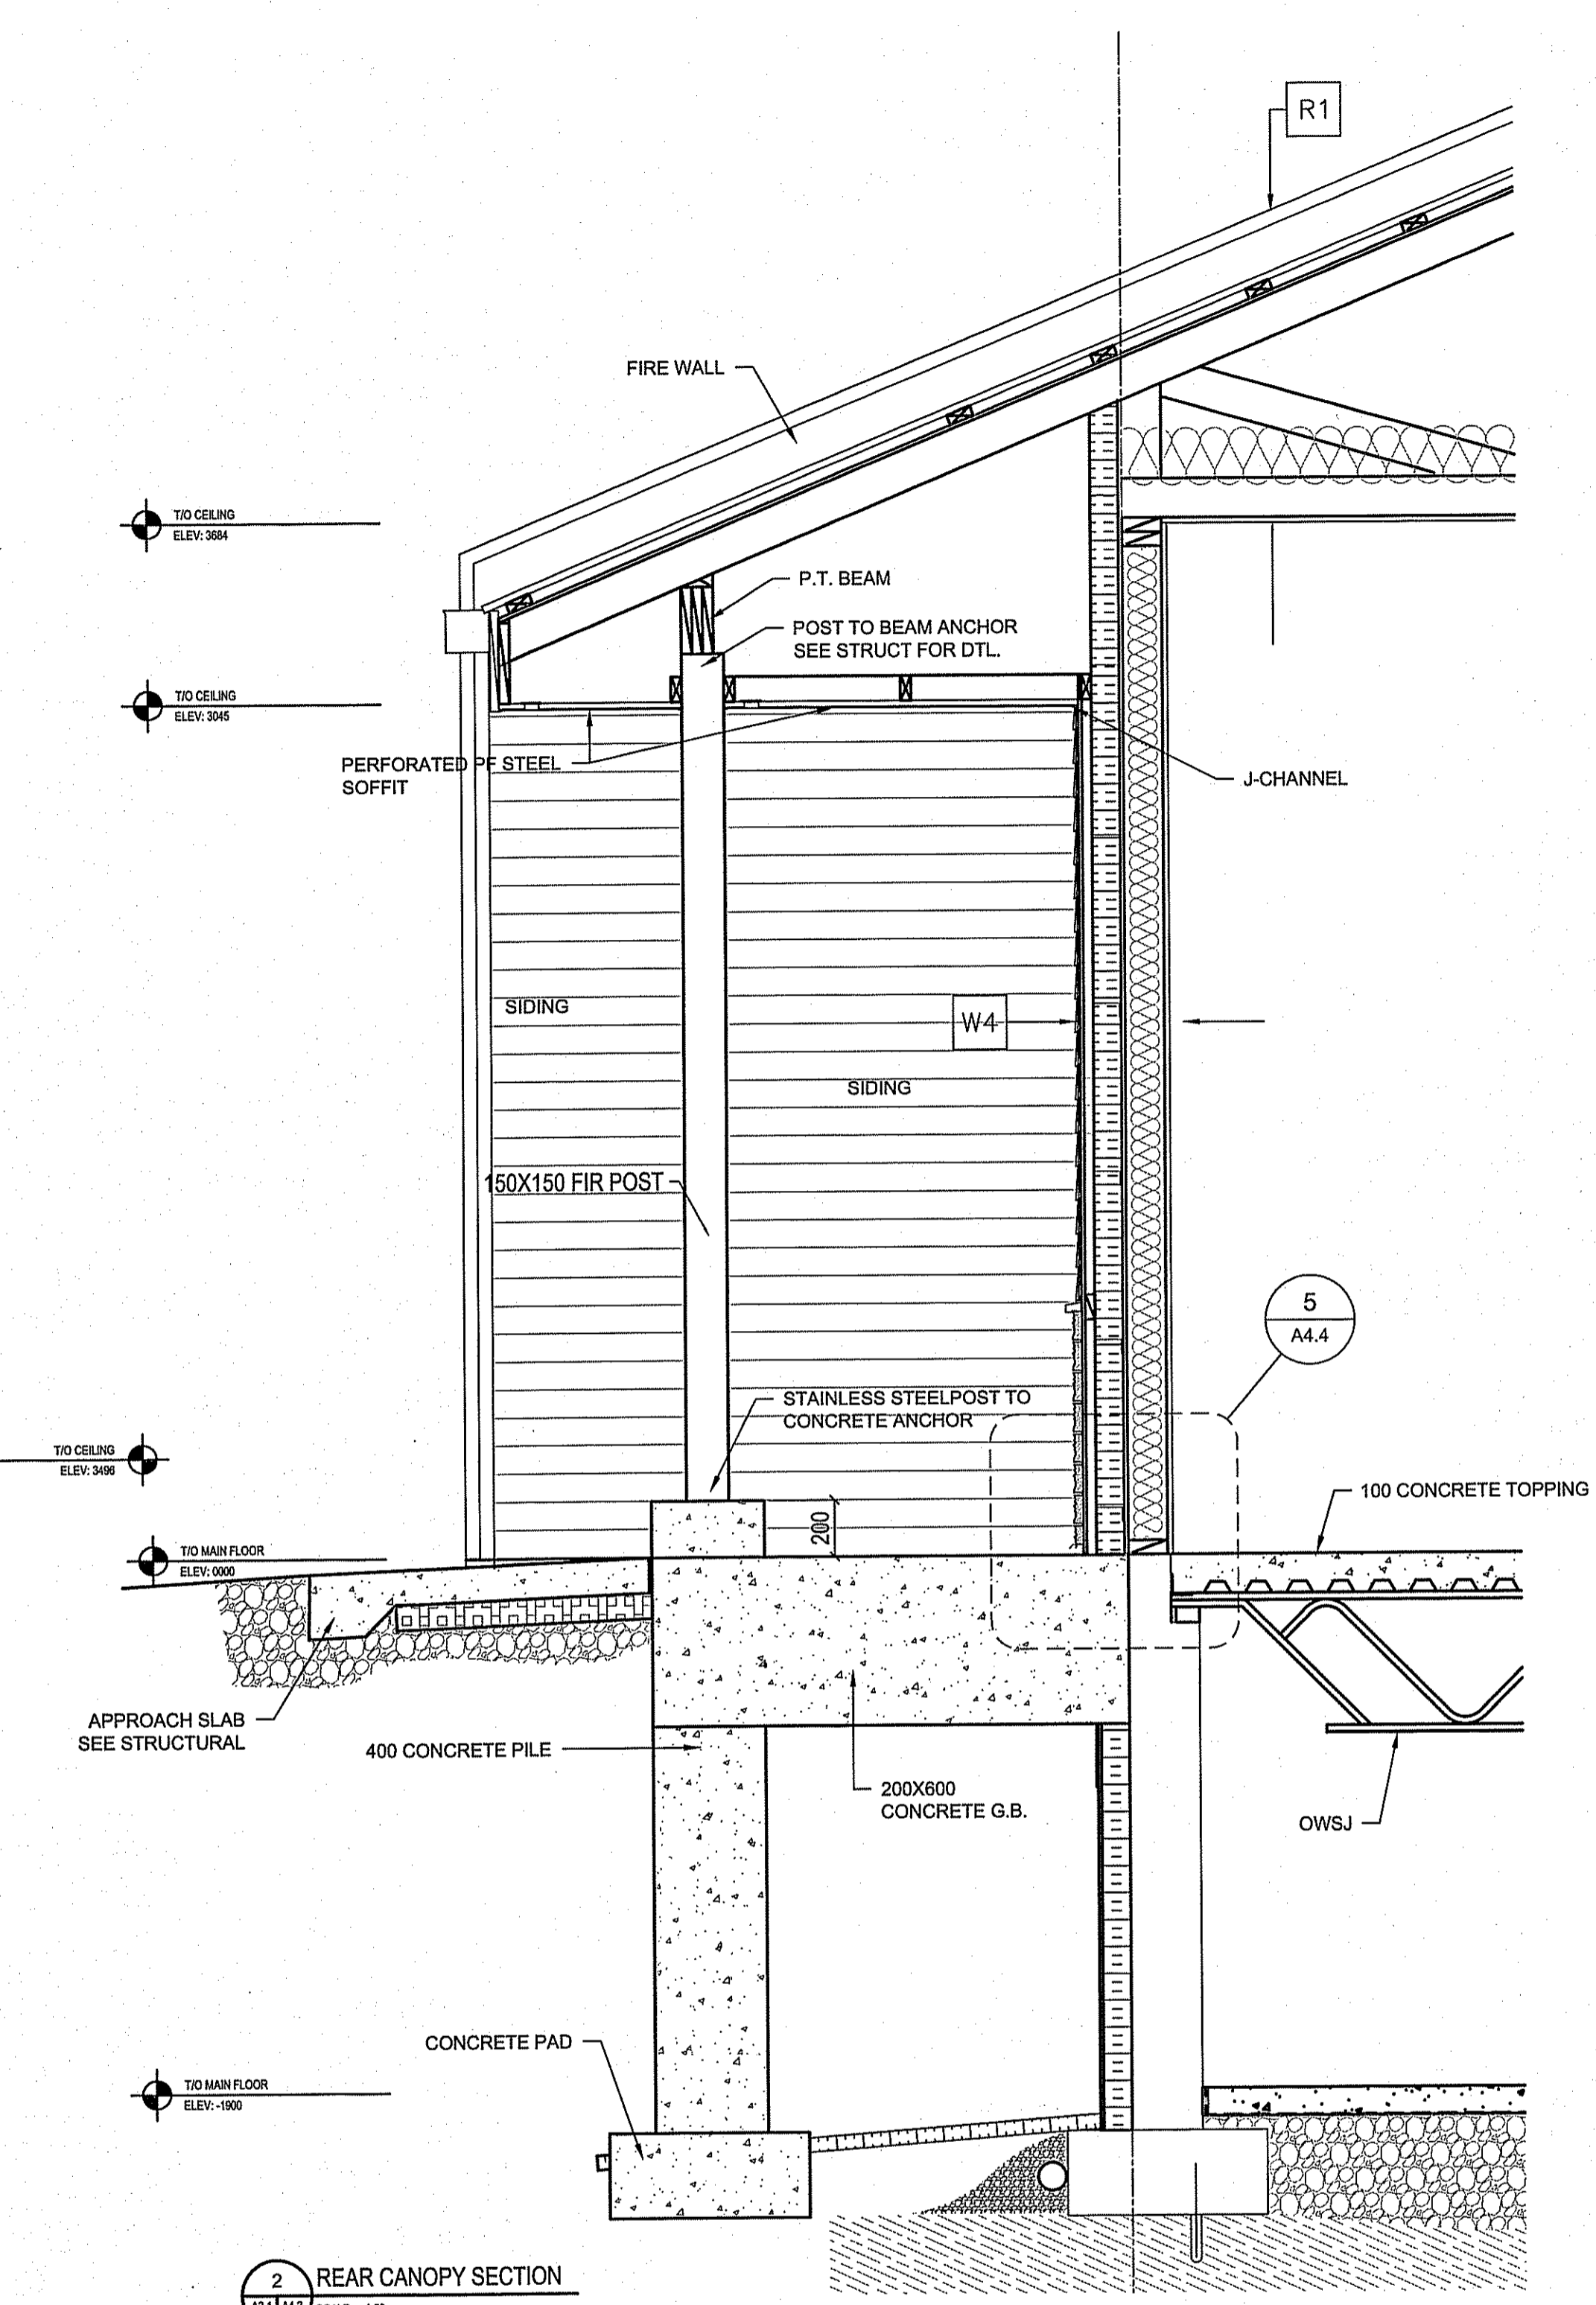 R1
FIRE WALL
T/O CEILING
ELEV: 3684
P.T. BEAM
POST TO BEAM ANCHOR
SEE STRUCT FOR DTL.
T/O CEILING
ELEV: 3045
PERFORATED PF STEEL
SOFFIT
J-CHANNEL
SIDING
W4
SIDING
150X150 FIR POST
5
A4.4
STAINLESS STEELPOST TO
CONCRETE ANCHOR
T/O CEILING
ELEV: 3496
100 CONCRETE TOPPING
200
T/O MAIN FLOOR
ELEV: 0000
APPROACH SLAB
SEE STRUCTURAL
400 CONCRETE PILE
200X600
CONCRETE G.B.
OWSJ
CONCRETE PAD
T/O MAIN FLOOR
ELEV: -1900
2
REAR CANOPY SECTION